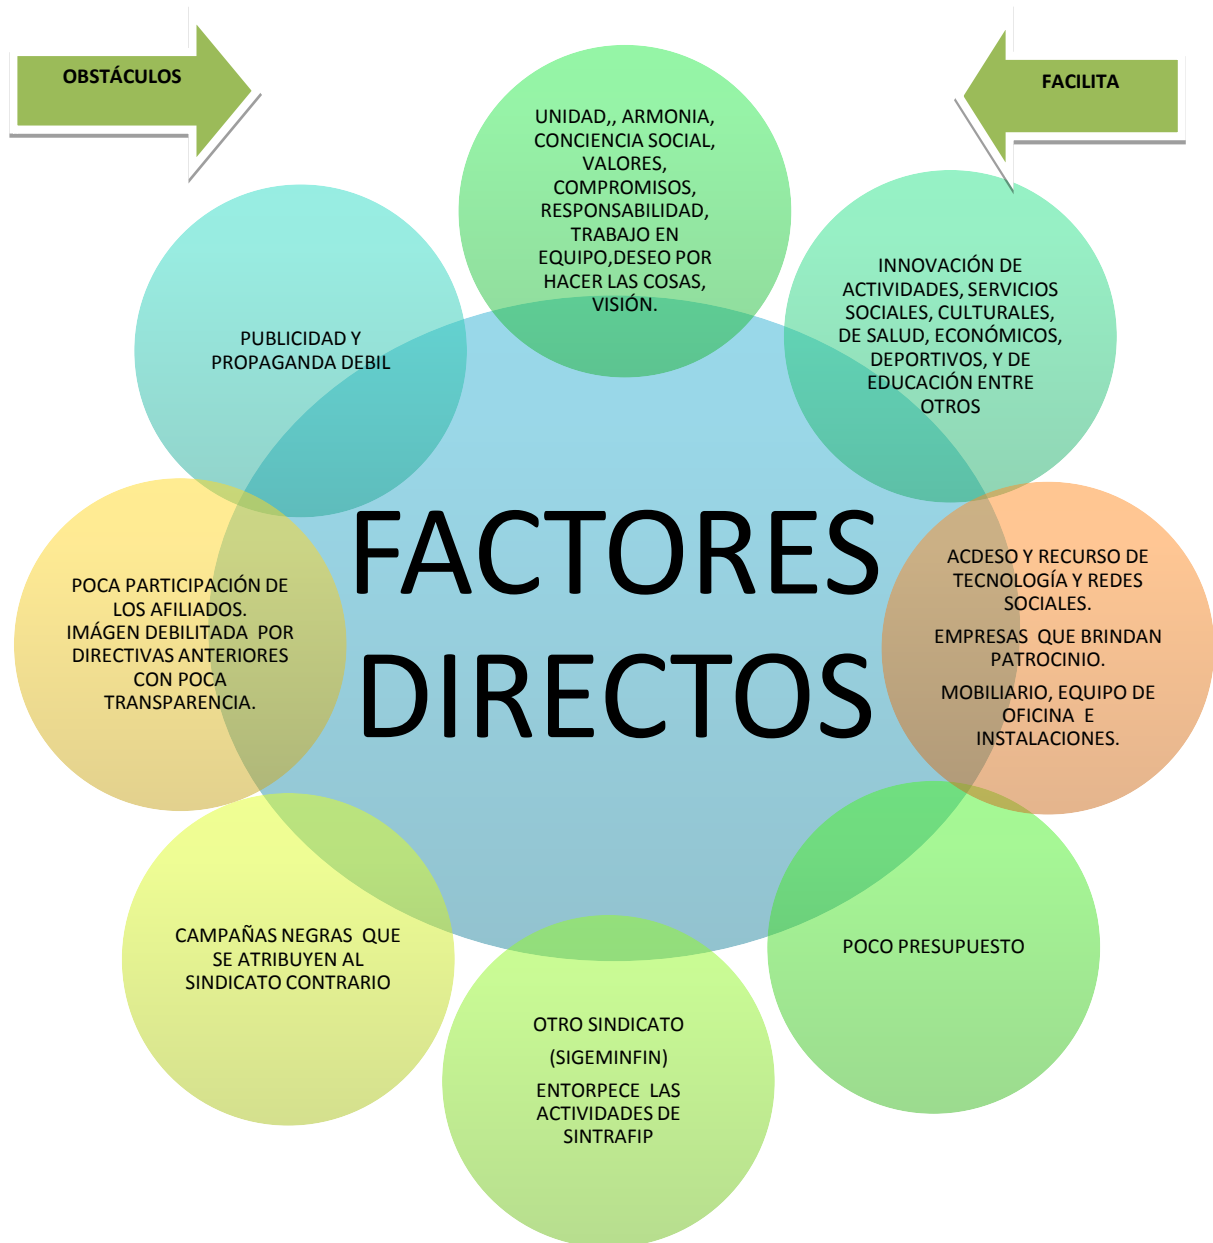 OBSTÁCULOS
FACILITA
UNIDAD,, ARMONIA,
CONCIENCIA SOCIAL,
VALORES,
COMPROMISOS,
RESPONSABILIDAD,
TRABAJO EN
EQUIPO,DESEO POR
HACER LAS COSAS,
VISIÓN.
INNOVACIÓN DE
ACTIVIDADES, SERVICIOS
SOCIALES, CULTURALES,
DE SALUD, ECONÓMICOS,
DEPORTIVOS, Y DE
EDUCACIÓN ENTRE
OTROS
PUBLICIDAD Y
PROPAGANDA DEBIL
FACTORES
DIRECTOS
ACDESO Y RECURSO DE
TECNOLOGÍA Y REDES
SOCIALES.
EMPRESAS QUE BRINDAN
PATROCINIO.
MOBILIARIO, EQUIPO DE
OFICINA E
INSTALACIONES.
POCA PARTICIPACIÓN DE
LOS AFILIADOS.
IMÁGEN DEBILITADA POR
DIRECTIVAS ANTERIORES
CON POCA
TRANSPARENCIA.
POCO PRESUPUESTO
CAMPAÑAS NEGRAS QUE
SE ATRIBUYEN AL
SINDICATO CONTRARIO
OTRO SINDICATO
(SIGEMINFIN)
ENTORPECE LAS
ACTIVIDADES DE
SINTRAFIP